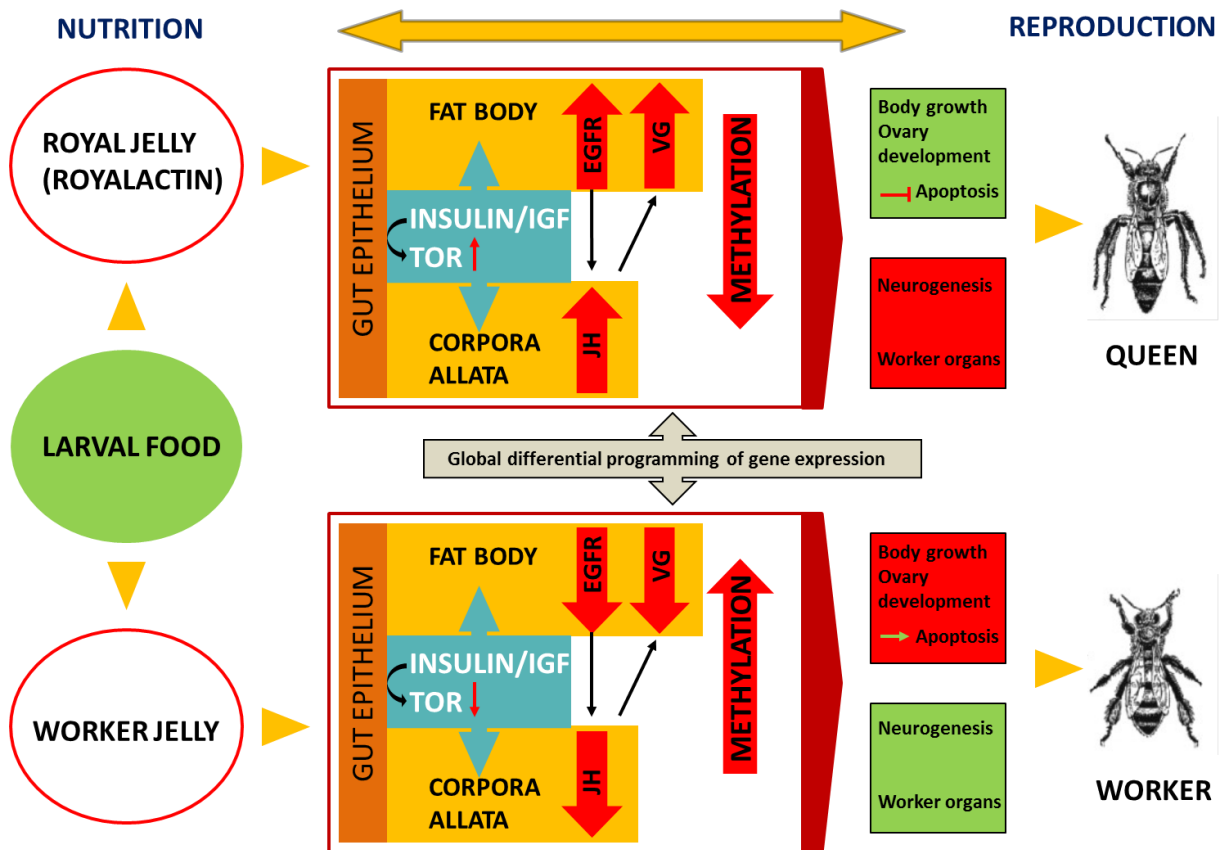 NUTRITION
REPRODUCTION
ROYAL JELLY
(ROYALACTIN)
LARVAL FOOD
WORKER JELLY
GUT EPITHELIUM
FAT BODY
EGFR
VG
INSULIN/IGF
TOR
CORPORA
ALLATA
JH
METHYLATION
Body growth
Ovary
development
Apoptosis
Neurogenesis
Worker organs
QUEEN
Global differential programming of gene expression
GUT EPITHELIUM
FAT BODY
EGFR
VG
INSULIN/IGF
TOR
CORPORA
ALLATA
JH
METHYLATION
Body growth
Ovary
development
Apoptosis
Neurogenesis
Worker organs
WORKER